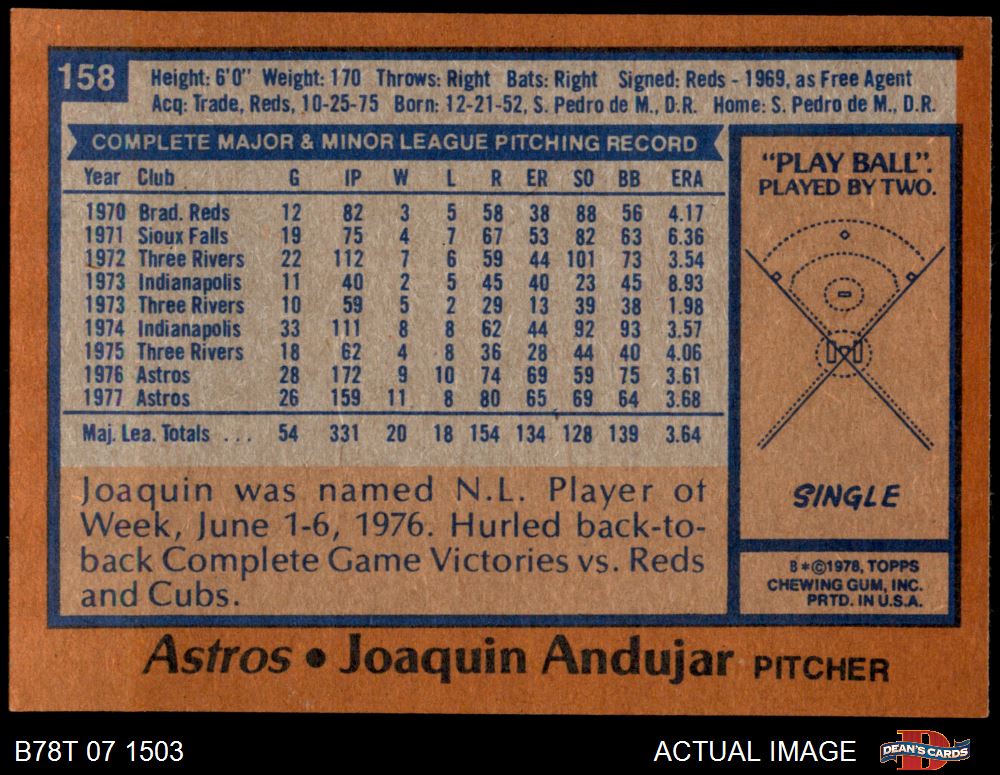 158
Height: 6'0" Weight: 170 Throws: Right Bats: Right Signed: Reds - 1969, as Free Agent
Acq: Trade, Reds, 10-25-75 Born: 12-21-52, S. Pedro de M., D.R. Home: S. Pedro de M., D.R.
COMPLETE MAJOR & MINOR LEAGUE PITCHING RECORD
Year Club G IP W L R ER SO BB ERA
1970 Brad. Reds 12 82 3 5 58 38 88 56 4.17
1971 Sioux Falls 19 75 4 7 67 53 82 63 6.36
1972 Three Rivers 22 112 7 6 59 44 101 73 3.54
1973 Indianapolis 11 40 2 5 45 40 23 45 8.93
1973 Three Rivers 10 59 5 2 29 13 39 38 1.98
1974 Indianapolis 33 111 8 8 62 44 92 93 3.57
1975 Three Rivers 18 62 4 8 36 28 44 40 4.06
1976 Astros 28 172 9 10 74 69 59 75 3.61
1977 Astros 26 159 11 8 80 65 69 64 3.68
Maj. Lea. Totals ... 54 331 20 18 154 134 128 139 3.64
Joaquin was named N.L. Player of
Week, June 1-6, 1976. Hurled back-to-
back Complete Game Victories vs. Reds
and Cubs.
"PLAY BALL".
PLAYED BY TWO.
SINGLE
B*©1978, TOPPS
CHEWING GUM, INC.
PRTD. IN U.S.A.
Astros • Joaquin Andujar PITCHER
B78T 07 1503
ACTUAL IMAGE
DEAN'S CARDS